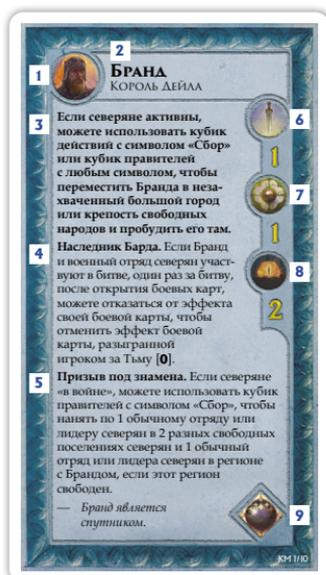 2
1
БРАНД
КОРОЛЬ ДЕЙЛА
3
Если северяне активны,
можете использовать кубик
действий с символом «Сбор»
или кубик правителей
с любым символом, чтобы
переместить Бранда в неза-
хваченный большой город
или крепость свободных
народов и пробудить его там.
6
1
7
1
8
2
4
Наследник Барда. Если Бранд
и военный отряд северян участ-
вуют в битве, один раз за битву,
после открытия боевых карт,
можете отказаться от эффекта
своей боевой карты, чтобы
отменить эффект боевой
карты, разыгранной
игроком за Тьму [0].
5
Призыв под знамена. Если северяне
«в войне», можете использовать кубик
правителей с символом «Сбор», чтобы
нанять по 1 обычному отряду или
лидеру северян в 2 разных свободных
поселениях северян и 1 обычный
отряд или лидера северян в регионе
с Брандом, если этот регион
свободен.
— Бранд является
спутником.
9
КМ 1/10